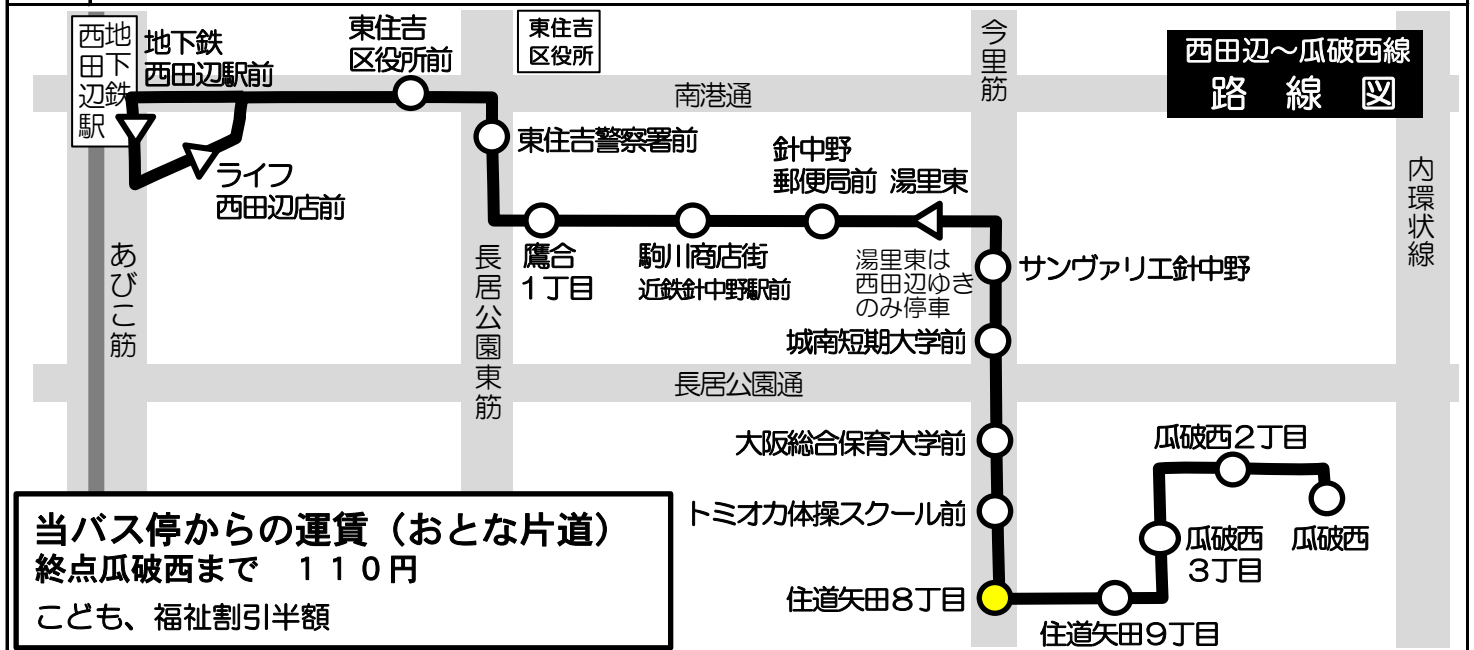 地下鉄
西田辺駅
地下鉄
西田辺駅前
東住吉
区役所前
東住吉
区役所
今里筋
西田辺～瓜破西線
路線図
南港通
東住吉警察署前
針中野
郵便局前
湯里東
ライフ
西田辺店前
内環状線
あびこ筋
長居公園東筋
鷹合
１丁目
駒川商店街
近鉄針中野駅前
湯里東は
西田辺ゆき
のみ停車
サンヴァリエ針中野
城南短期大学前
長居公園通
大阪総合保育大学前
瓜破西２丁目
トミオカ体操スクール前
瓜破西
３丁目
瓜破西
住道矢田８丁目
住道矢田９丁目
当バス停からの運賃（おとな片道）
終点瓜破西まで　１１０円
こども、福祉割引半額